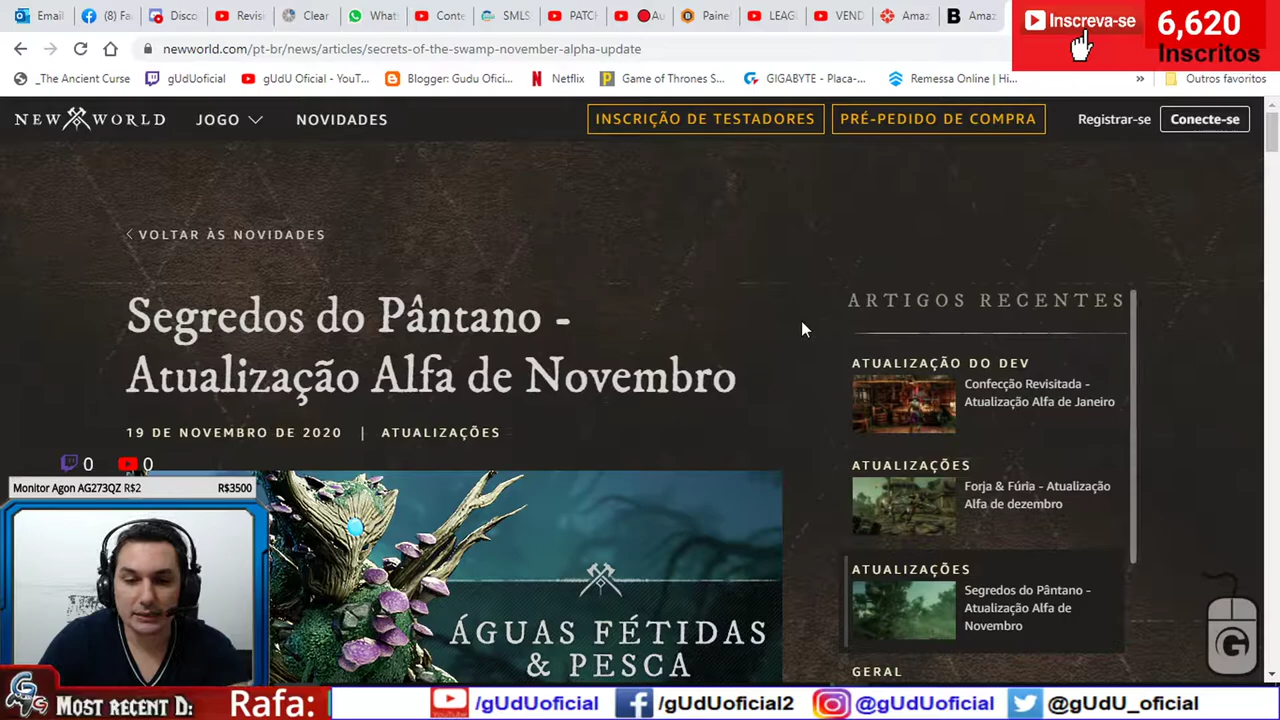 Email
(8) Fa
Disco
Revis
Clear
What
Conte
SMLS
PATCH
Au
Paine
LEAG
VEND
Amaz
Amaz
Inscreva-se
6,620
Inscritos
newworld.com/pt-br/news/articles/secrets-of-the-swamp-november-alpha-update
_The Ancient Curse
gUdUoficial
gUdU Oficial - YouT...
Blogger: Gudu Ofici...
Netflix
Game of Thrones S...
GIGABYTE - Placa-...
Remessa Online | Hi...
»
Outros favoritos
NEW WORLD
JOGO
NOVIDADES
INSCRIÇÃO DE TESTADORES
PRÉ-PEDIDO DE COMPRA
Registrar-se
Conecte-se
VOLTAR ÀS NOVIDADES
Segredos do Pântano -
Atualização Alfa de Novembro
19 DE NOVEMBRO DE 2020 | ATUALIZAÇÕES
ÁGUAS FÉTIDAS
& PESCA
ARTIGOS RECENTES
ATUALIZAÇÃO DO DEV
Confecção Revisitada -
Atualização Alfa de Janeiro
ATUALIZAÇÕES
Forja & Fúria - Atualização
Alfa de dezembro
ATUALIZAÇÕES
Segredos do Pântano -
Atualização Alfa de
Novembro
GERAL
0
0
Monitor Agon AG273QZ R$2
R$3500
G
MOST RECENT D:
Rafa:
/gUdUoficial
/gUdUoficial2
@gUdUoficial
@gUdU_oficial